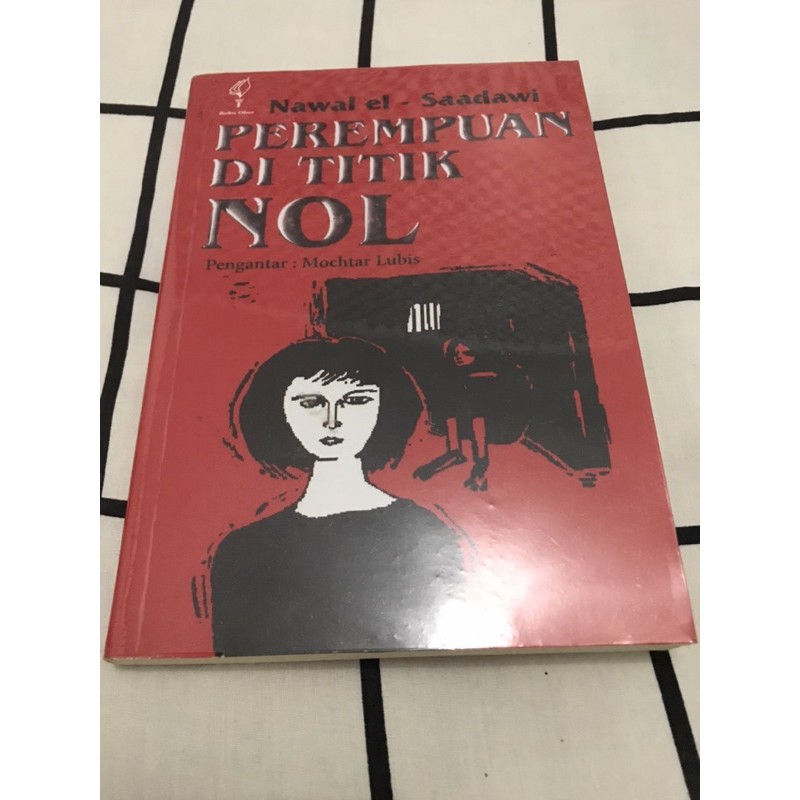 Nawal el - Saadawi
PEREMPUAN
DI TITIK
NOL
Pengantar : Mochtar Lubis